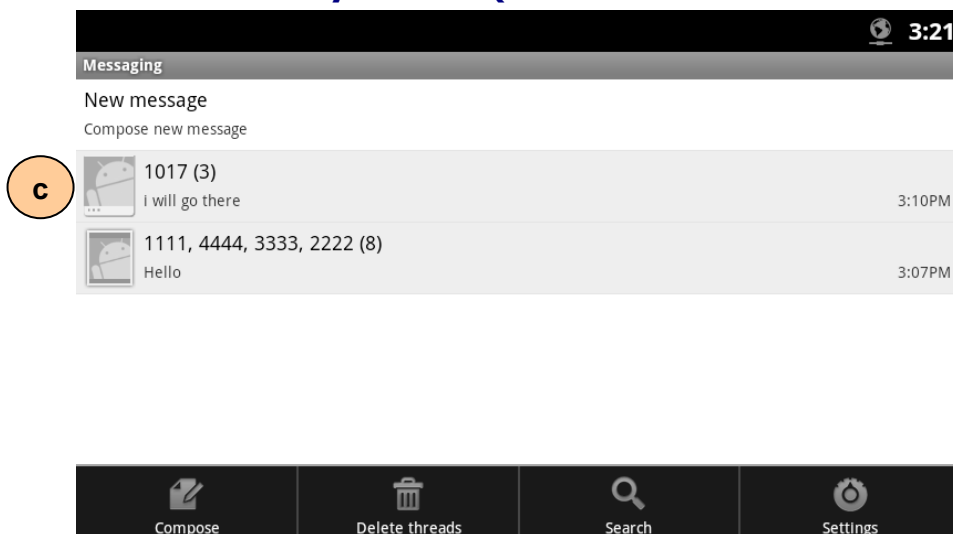 3:21
Messaging
New message
Compose new message
c
1017 (3)
i will go there
3:10PM
1111, 4444, 3333, 2222 (8)
Hello
3:07PM
Compose
Delete threads
Search
Settings